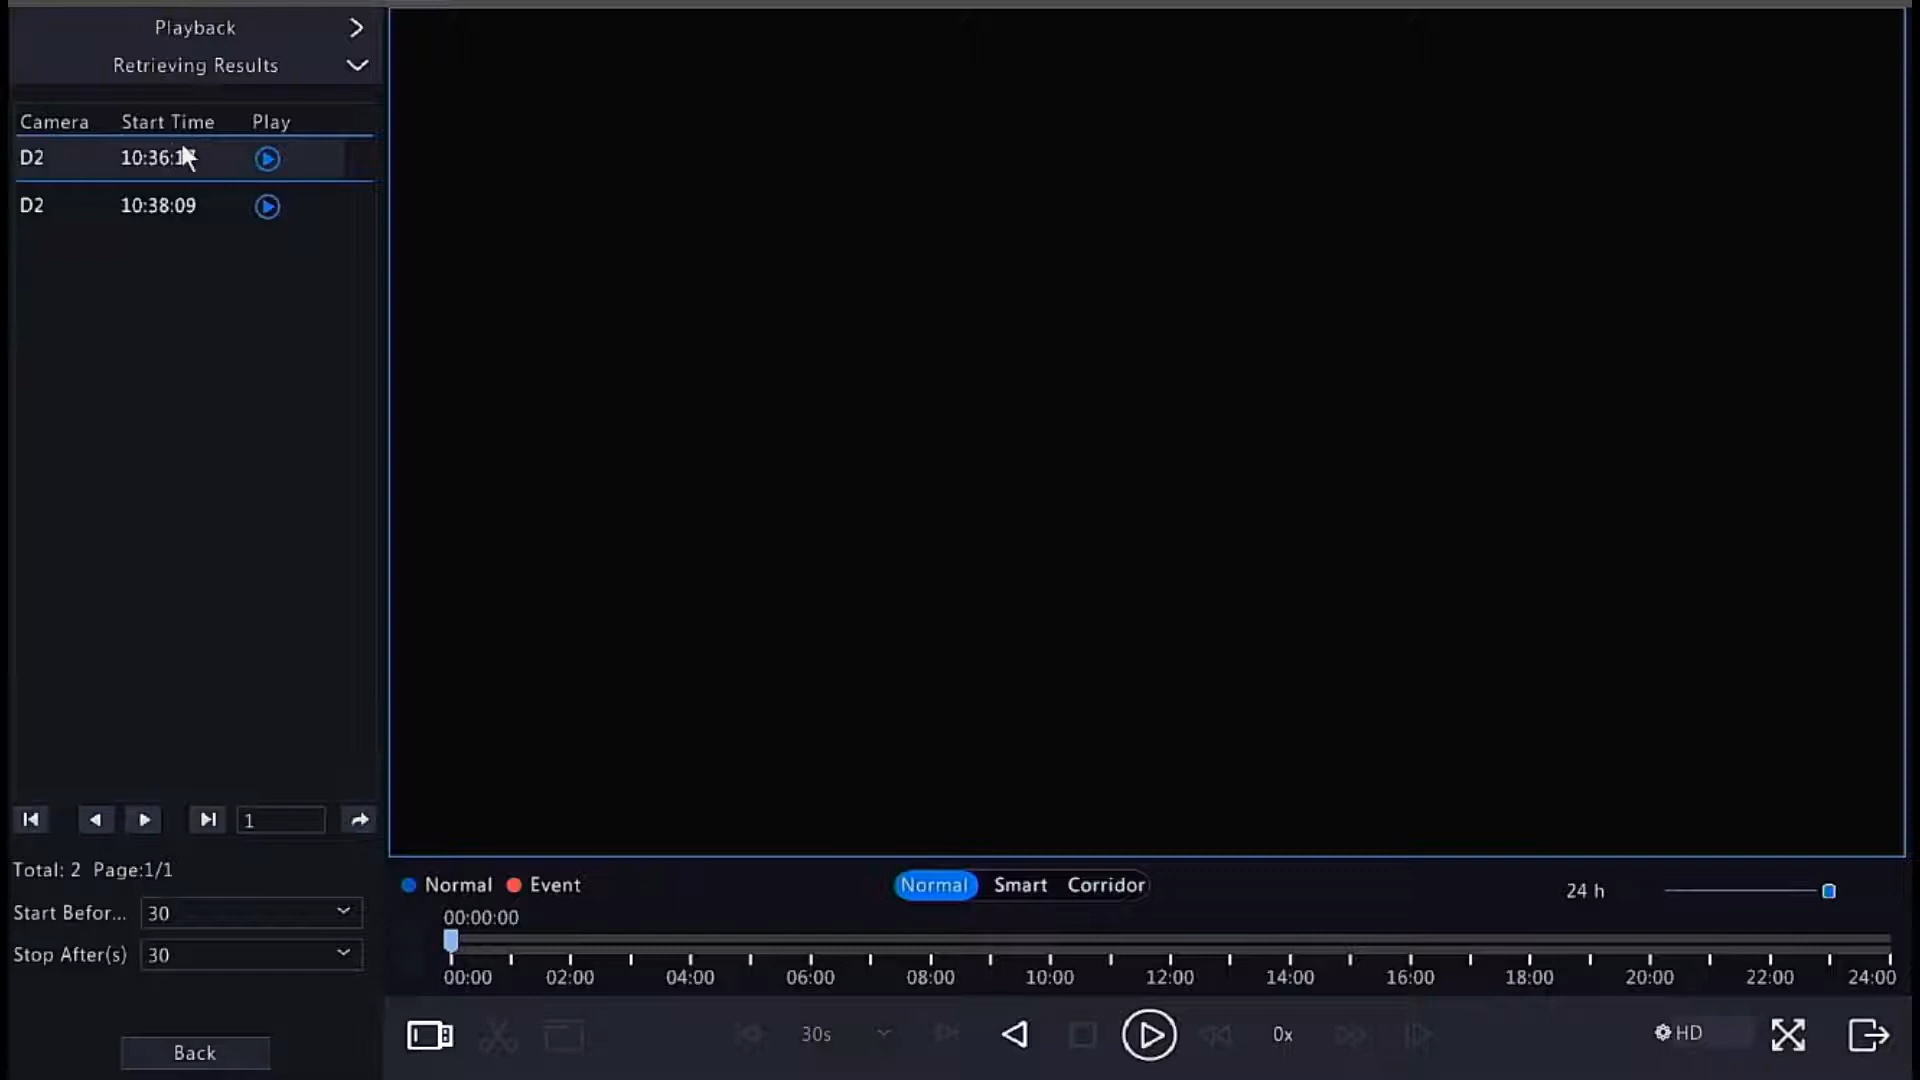 Playback
Retrieving Results
Camera Start Time Play
D2
D2 10:38:09
1
Total: 2 Page:1/1
Start Befor... 30
Stop After(s) 30
Back
Normal Event
Normal Smart Corridor
24 h
00:00:00
00:00 02:00 04:00 06:00 08:00 10:00 12:00 14:00 16:00 18:00 20:00 22:00 24:00
30s
0x
HD